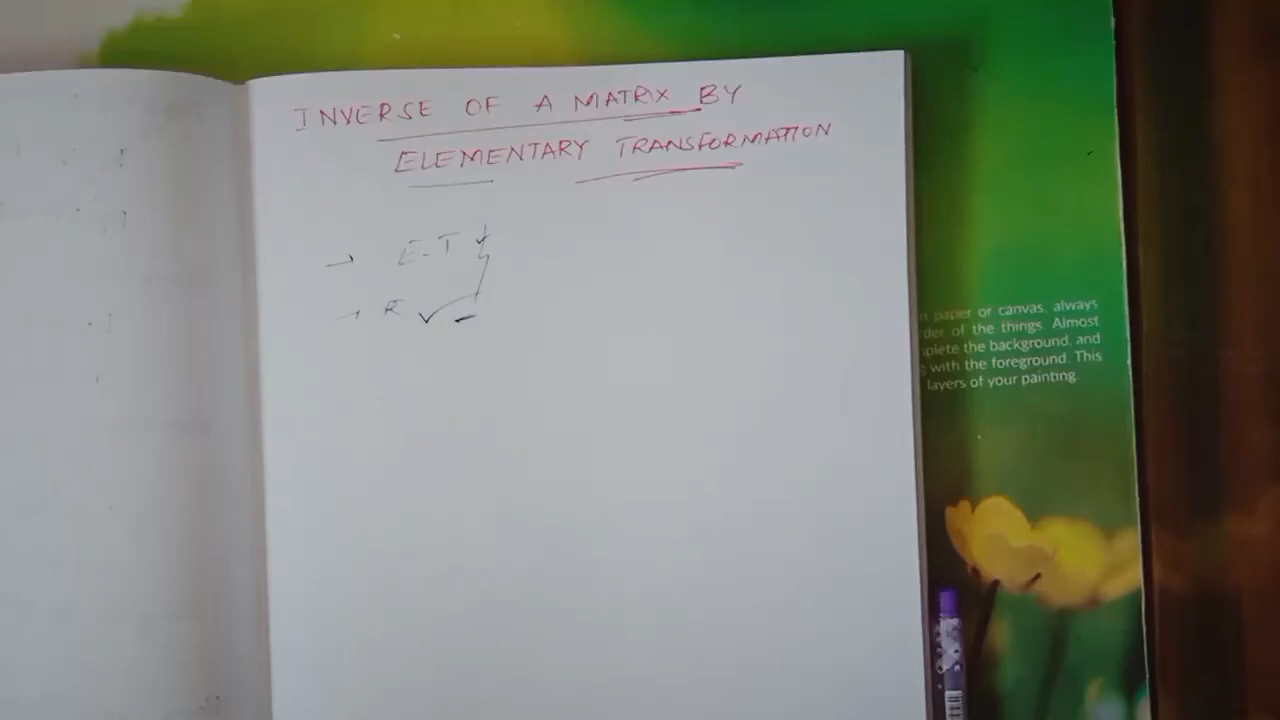 INVERSE OF A MATRIX BY
ELEMENTARY TRANSFORMATION
→ E-T
→ R ✓
paper or canvas, always
der of the things. Almost
plete the background, and
with the foreground. This
layers of your painting.